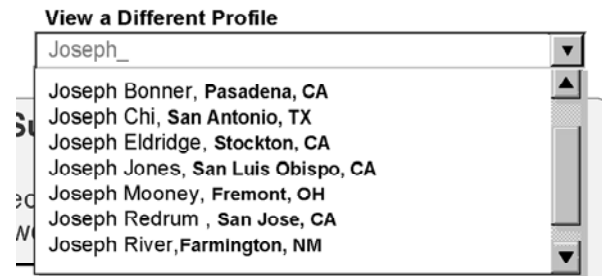 View a Different Profile
Joseph_
Joseph Bonner, Pasadena, CA
Joseph Chi, San Antonio, TX
Joseph Eldridge, Stockton, CA
Joseph Jones, San Luis Obispo, CA
Joseph Mooney, Fremont, OH
Joseph Redrum , San Jose, CA
Joseph River,Farmington, NM